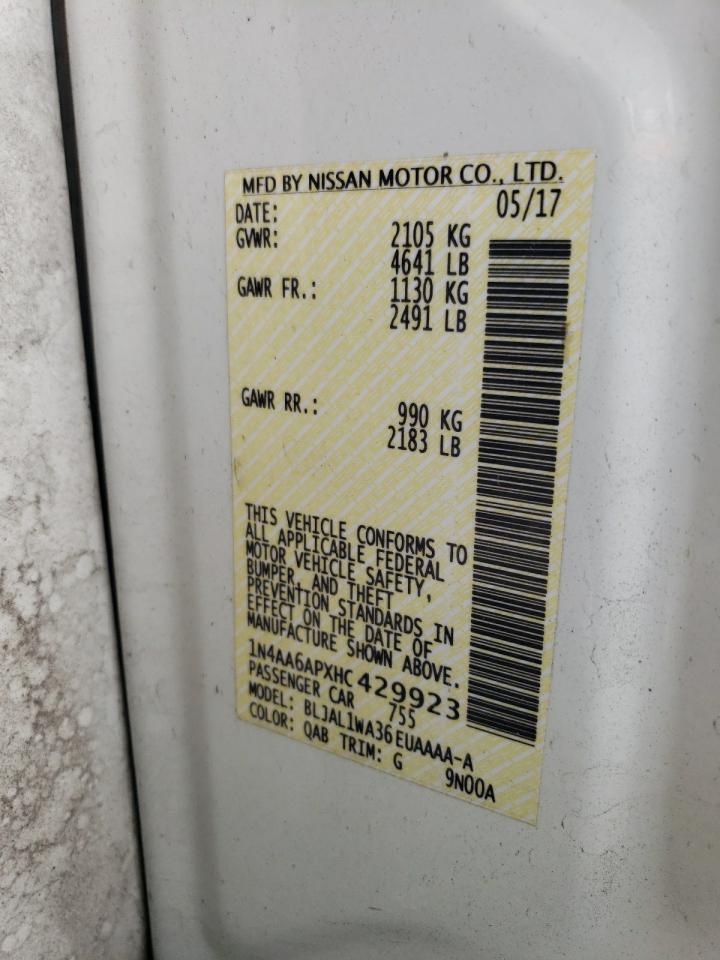 MFD BY NISSAN MOTOR CO., LTD.
DATE: 05/17
GVWR: 2105 KG
4641 LB
GAWR FR.: 1130 KG
2491 LB
GAWR RR.: 990 KG
2183 LB
THIS VEHICLE CONFORMS TO
ALL APPLICABLE FEDERAL
MOTOR VEHICLE SAFETY,
BUMPER, AND THEFT
PREVENTION STANDARDS IN
EFFECT ON THE DATE OF
MANUFACTURE SHOWN ABOVE.
1N4AA6APXHC429923
PASSENGER CAR 755
MODEL: BLJAL1WA36EUAAAA-A
COLOR: QAB TRIM: G 9N00A